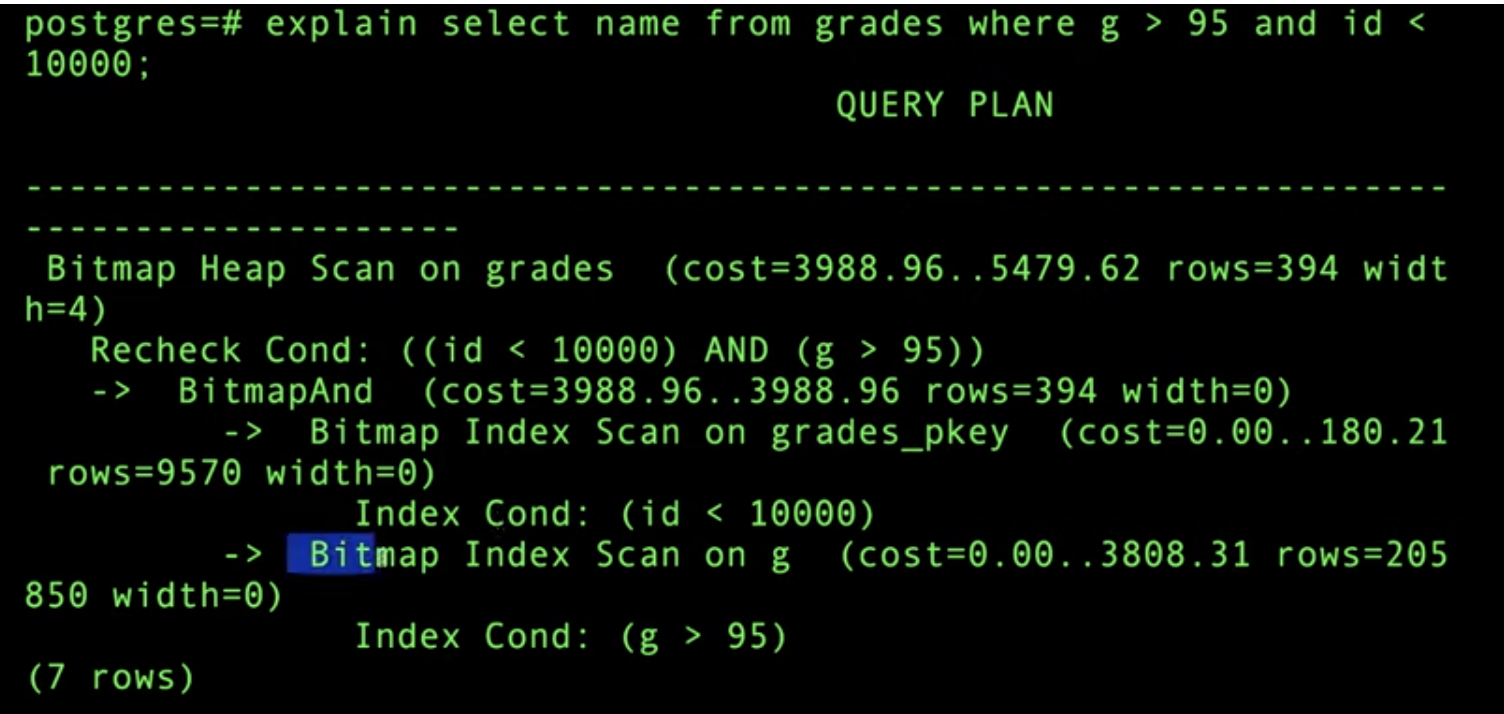 postgres=# explain select name from grades where g > 95 and id <
10000;
QUERY PLAN
-----------------------------------------------------------------
--------------------
Bitmap Heap Scan on grades  (cost=3988.96..5479.62 rows=394 widt
h=4)
Recheck Cond: ((id < 10000) AND (g > 95))
->  BitmapAnd  (cost=3988.96..3988.96 rows=394 width=0)
->  Bitmap Index Scan on grades_pkey  (cost=0.00..180.21
rows=9570 width=0)
Index Cond: (id < 10000)
->  Bitmap Index Scan on g  (cost=0.00..3808.31 rows=205
850 width=0)
Index Cond: (g > 95)
(7 rows)